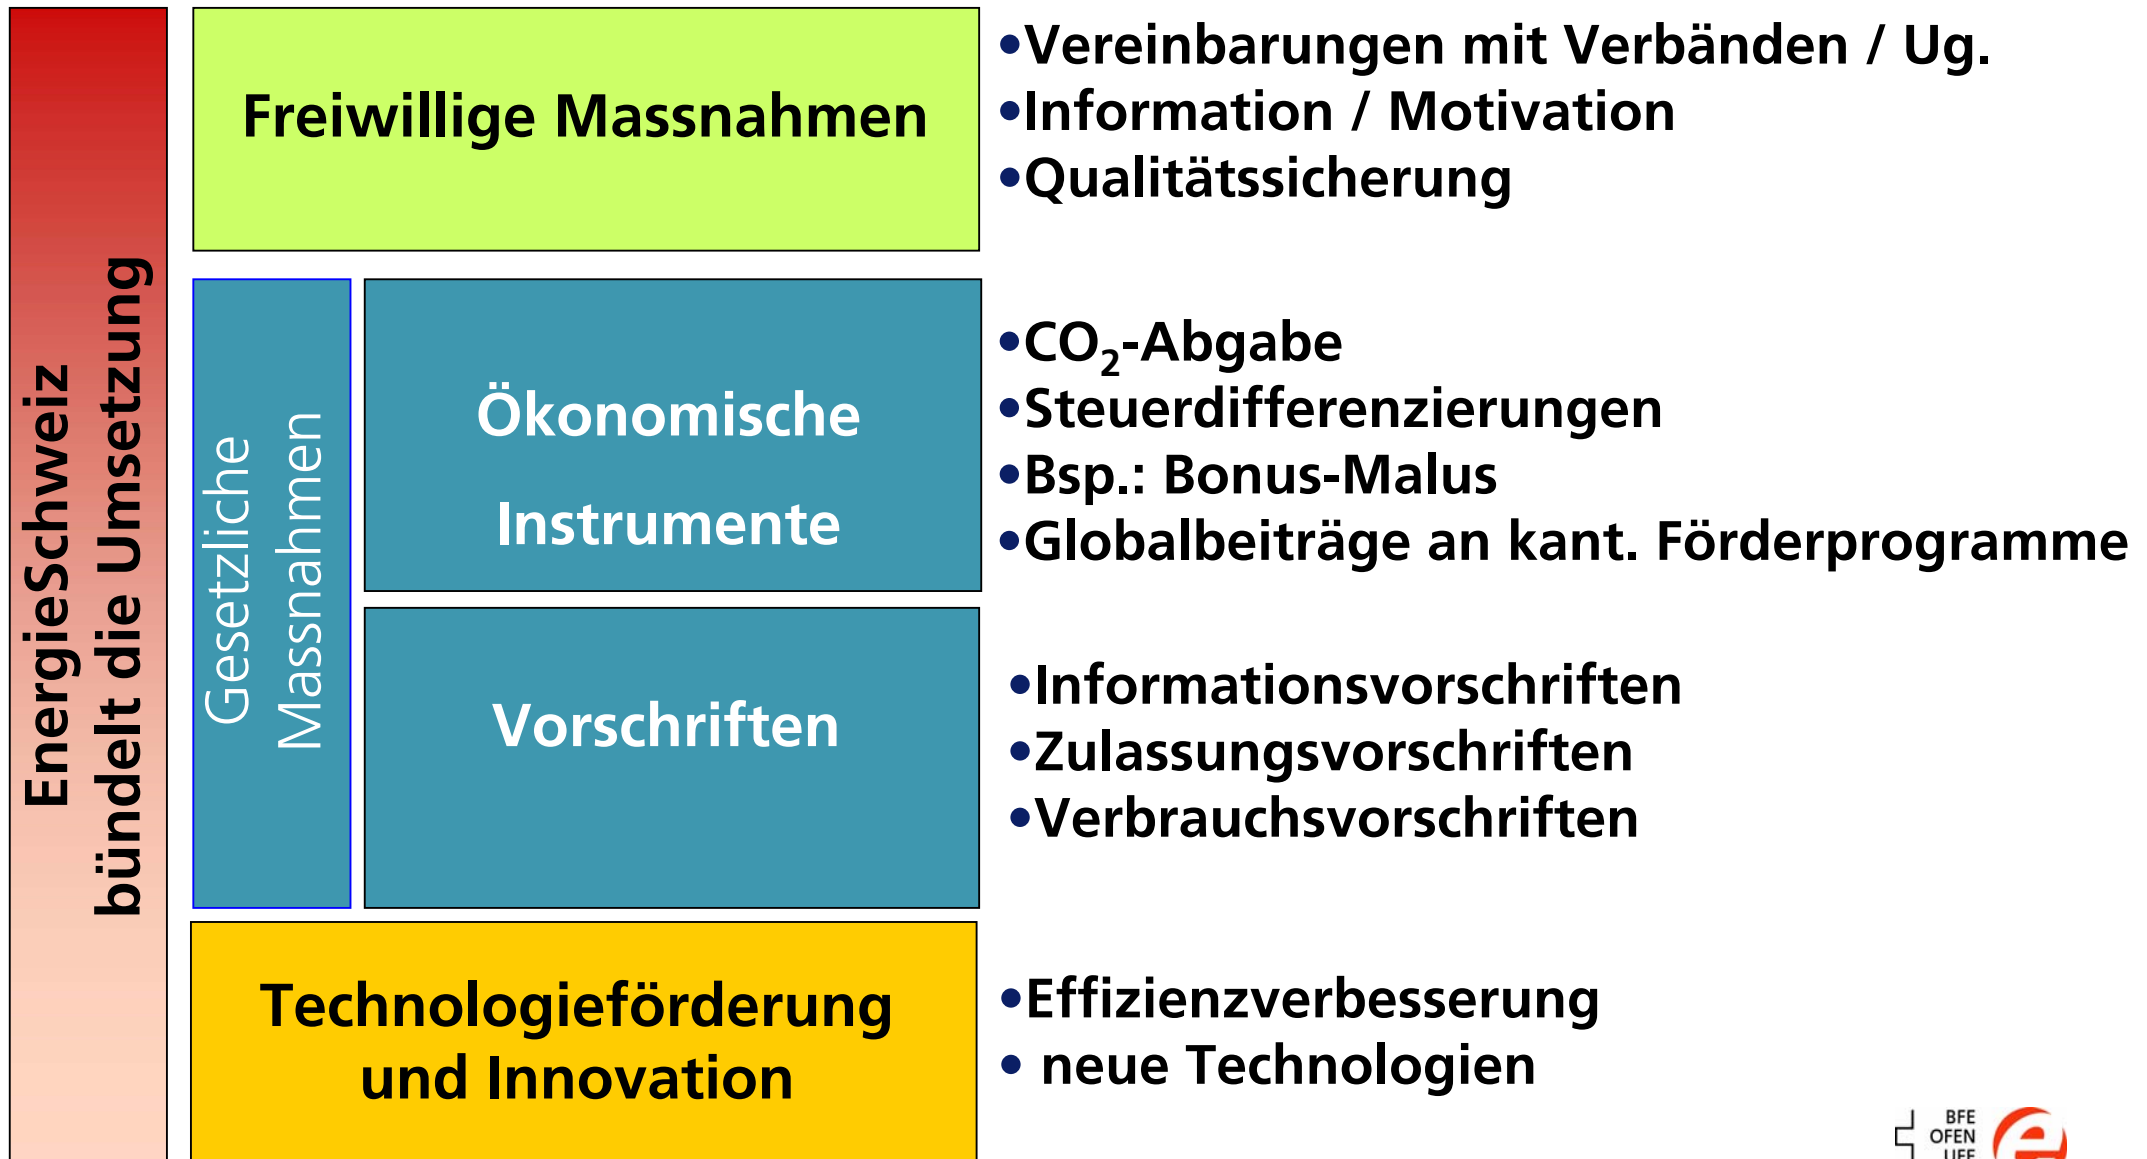 EnergieSchweiz
bündelt die Umsetzung
Freiwillige Massnahmen
•Vereinbarungen mit Verbänden / Ug.
•Information / Motivation
•Qualitätssicherung
Gesetzliche
Massnahmen
Ökonomische
Instrumente
•CO₂-Abgabe
•Steuerdifferenzierungen
•Bsp.: Bonus-Malus
•Globalbeiträge an kant. Förderprogramme
Vorschriften
•Informationsvorschriften
•Zulassungsvorschriften
•Verbrauchsvorschriften
Technologieförderung
und Innovation
•Effizienzverbesserung
• neue Technologien
BFE
OFEN